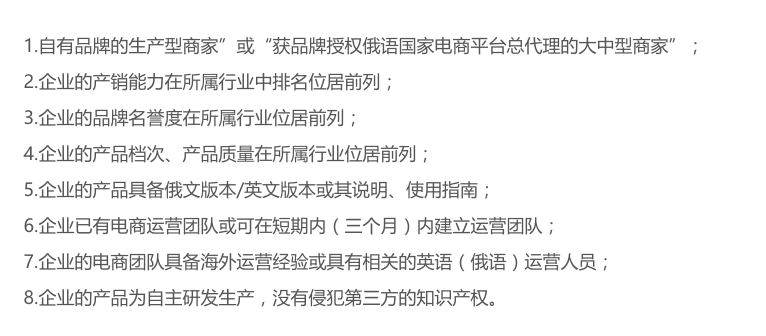 1.自有品牌的生产型商家”或“获品牌授权俄语国家电商平台总代理的大中型商家”；
2.企业的产销能力在所属行业中排名位居前列；
3.企业的品牌名誉度在所属行业位居前列；
4.企业的产品档次、产品质量在所属行业位居前列；
5.企业的产品具备俄文版本/英文版本或其说明、使用指南；
6.企业已有电商运营团队或可在短期内（三个月）内建立运营团队；
7.企业的电商团队具备海外运营经验或具有相关的英语（俄语）运营人员；
8.企业的产品为自主研发生产，没有侵犯第三方的知识产权。